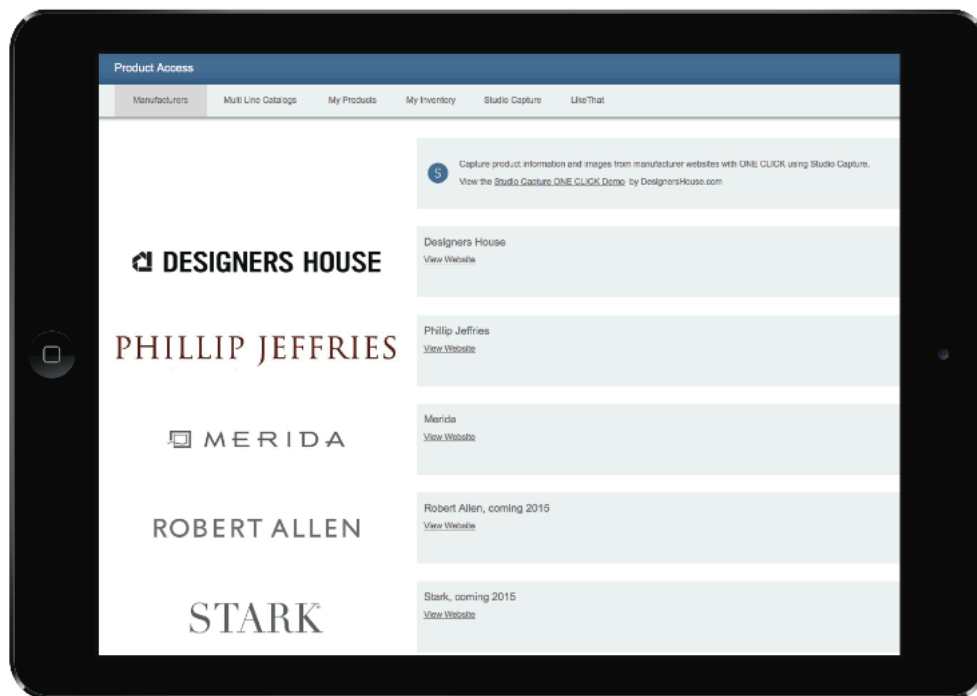 Product Access
Manufacturers Multi Line Catalogs My Products My Inventory Studio Capture LikeThat
S
Capture product information and images from manufacturer websites with ONE CLICK using Studio Capture.
View the Studio Capture ONE CLICK Demo by DesignersHouse.com
DESIGNERS HOUSE
Designers House
View Website
PHILLIP JEFFRIES
Phillip Jeffries
View Website
MERIDA
Merida
View Website
ROBERT ALLEN
Robert Allen, coming 2015
View Website
STARK
Stark, coming 2015
View Website